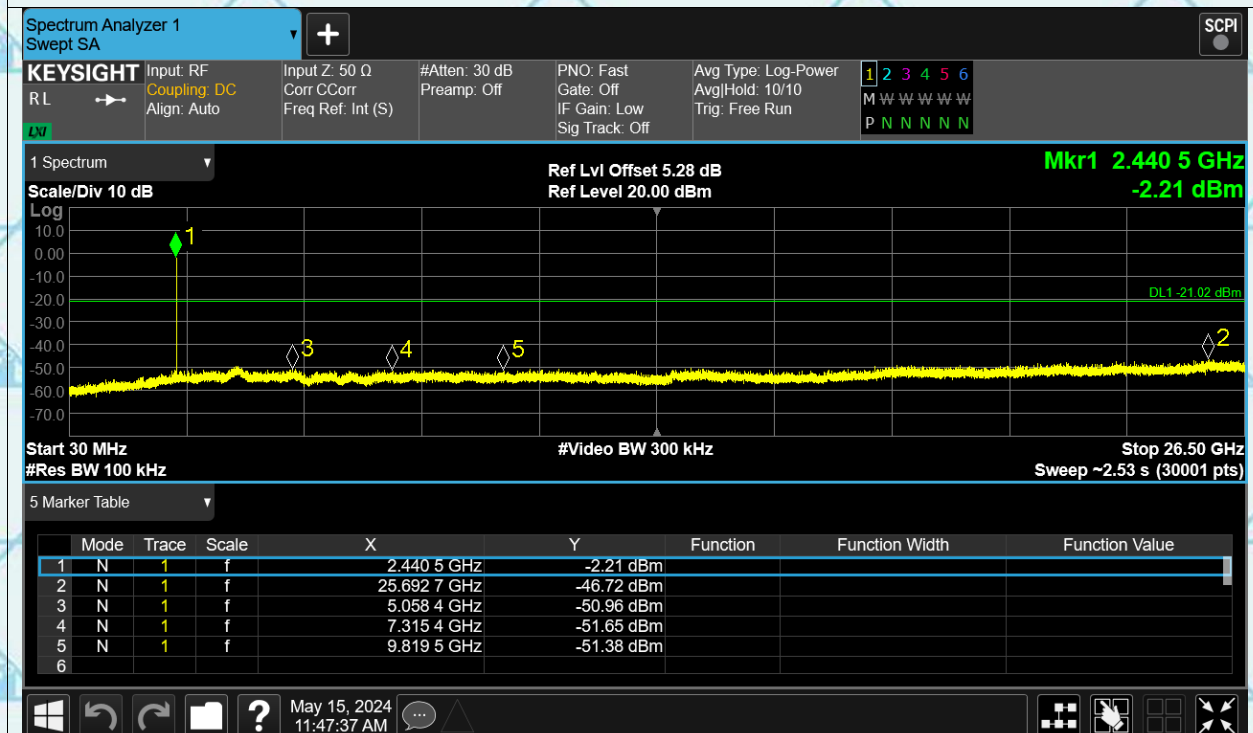 Spectrum Analyzer 1
Swept SA
+
SCPI
KEYSIGHT
RL
LXI
Input: RF
Coupling: DC
Align: Auto
Input Z: 50 Ω
Corr CCorr
Freq Ref: Int (S)
#Atten: 30 dB
Preamp: Off
PNO: Fast
Gate: Off
IF Gain: Low
Sig Track: Off
Avg Type: Log-Power
Avg|Hold: 10/10
Trig: Free Run
1 2 3 4 5 6
M W W W W W
P N N N N N
1 Spectrum
Scale/Div 10 dB
Ref Lvl Offset 5.28 dB
Ref Level 20.00 dBm
Mkr1 2.440 5 GHz
-2.21 dBm
Log
10.0
0.00
-10.0
-20.0
-30.0
-40.0
-50.0
-60.0
-70.0
1
3
4
5
2
DL1 -21.02 dBm
Start 30 MHz
#Video BW 300 kHz
Stop 26.50 GHz
#Res BW 100 kHz
Sweep ~2.53 s (30001 pts)
5 Marker Table
Mode Trace Scale X Y Function Function Width Function Value
1 N 1 f 2.440 5 GHz -2.21 dBm
2 N 1 f 25.692 7 GHz -46.72 dBm
3 N 1 f 5.058 4 GHz -50.96 dBm
4 N 1 f 7.315 4 GHz -51.65 dBm
5 N 1 f 9.819 5 GHz -51.38 dBm
6
?
May 15, 2024
11:47:37 AM